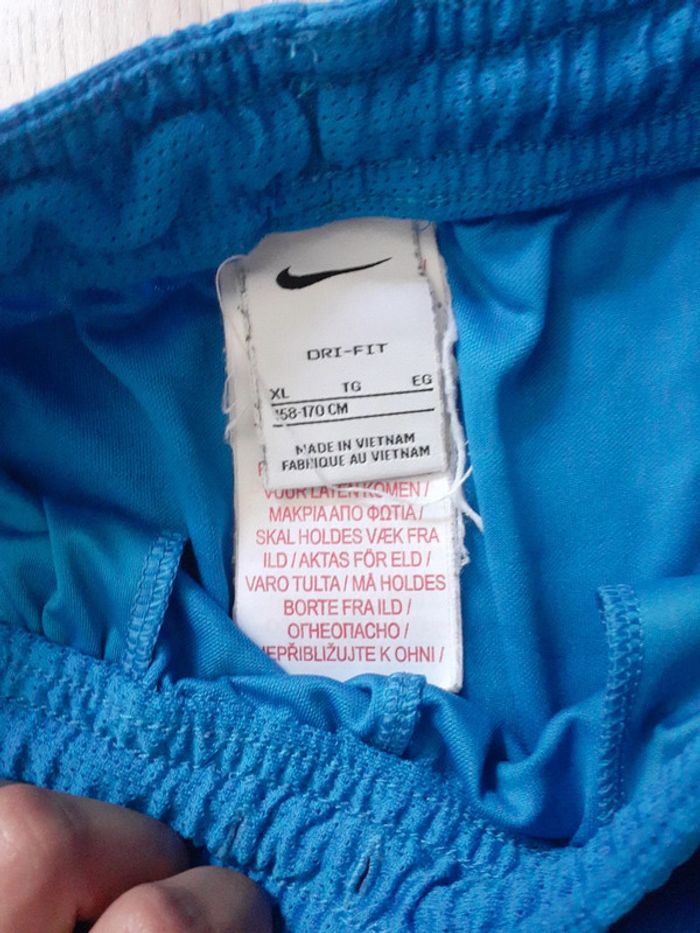 DRI-FIT
XL TG EG
158-170 CM
MADE IN VIETNAM
FABRIQUE AU VIETNAM
VUUR LATEN KOMEN /
ΜΑΚΡΙΑ ΑΠΟ ΦΩΤΙΑ /
SKAL HOLDES VÆK FRA
ILD / AKTAS FÖR ELD /
VARO TULTA / MÅ HOLDES
BORTE FRA ILD /
ОГНЕОПАСНО /
NEPŘIBLIŽUJTE K OHNI /